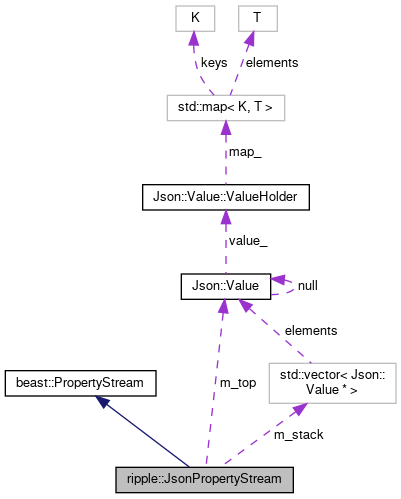 K
T
keys
elements
std::map< K, T >
map_
Json::Value::ValueHolder
value_
Json::Value
null
elements
beast::PropertyStream
m_top
std::vector< Json::
Value * >
m_stack
ripple::JsonPropertyStream